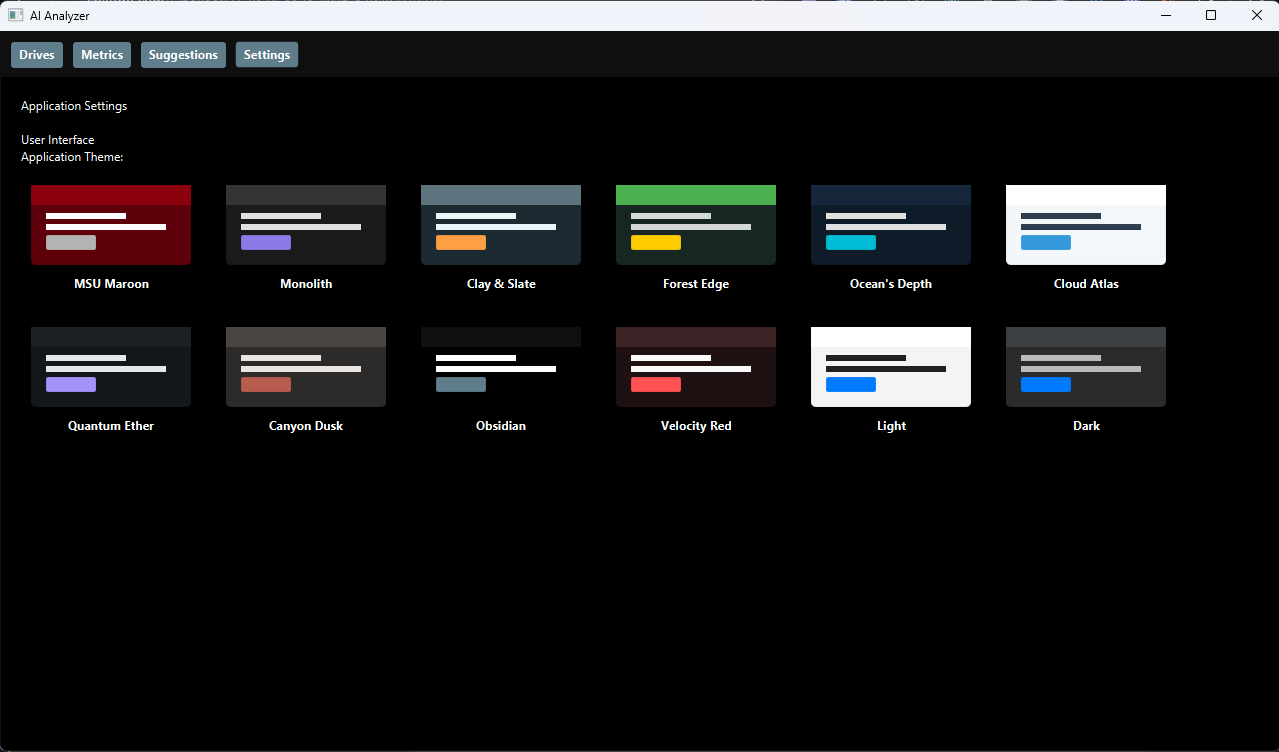 AI Analyzer
Drives Metrics Suggestions Settings
Application Settings
User Interface
Application Theme:
MSU Maroon Monolith Clay & Slate Forest Edge Ocean's Depth Cloud Atlas
Quantum Ether Canyon Dusk Obsidian Velocity Red Light Dark